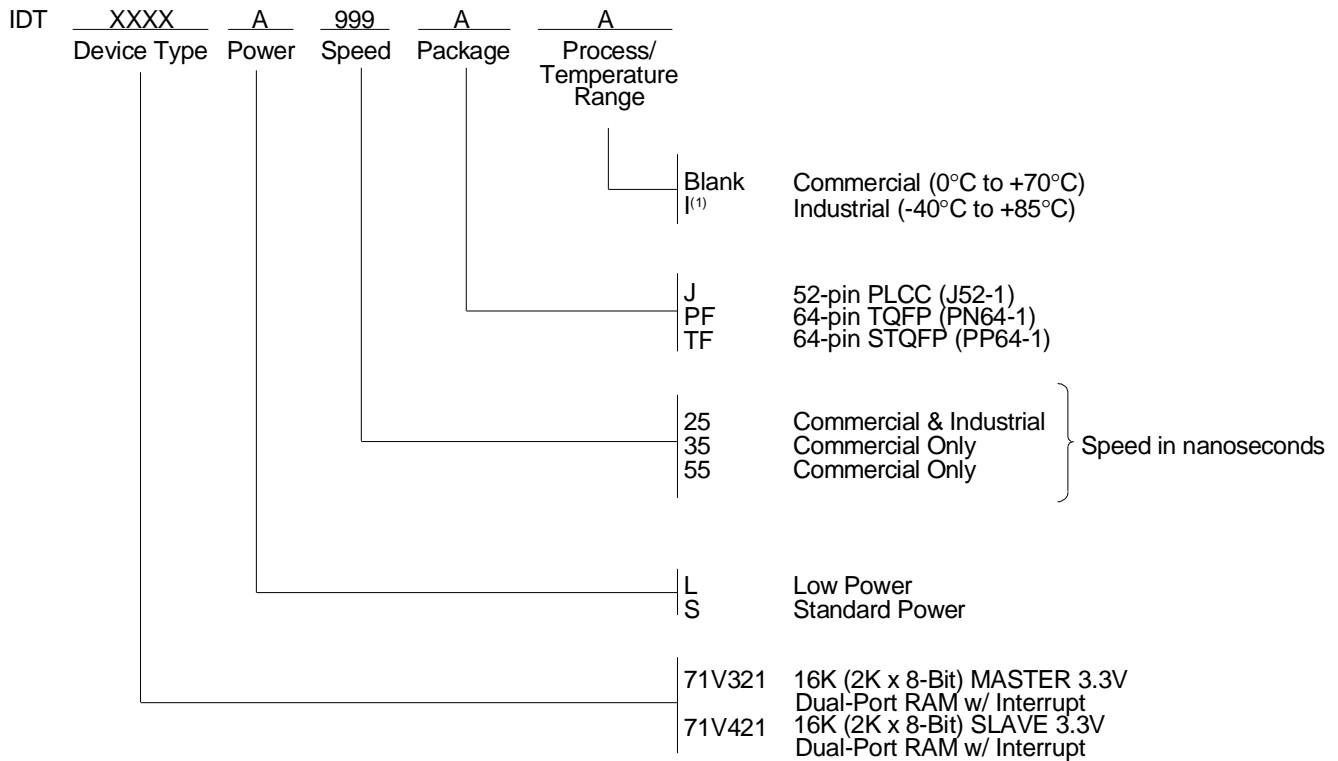 IDT XXXX A 999 A A
Device Type Power Speed Package Process/
Temperature
Range
Blank Commercial (0°C to +70°C)
I(1) Industrial (-40°C to +85°C)
J 52-pin PLCC (J52-1)
PF 64-pin TQFP (PN64-1)
TF 64-pin STQFP (PP64-1)
25 Commercial & Industrial
35 Commercial Only Speed in nanoseconds
55 Commercial Only
L Low Power
S Standard Power
71V321 16K (2K x 8-Bit) MASTER 3.3V
Dual-Port RAM w/ Interrupt
71V421 16K (2K x 8-Bit) SLAVE 3.3V
Dual-Port RAM w/ Interrupt